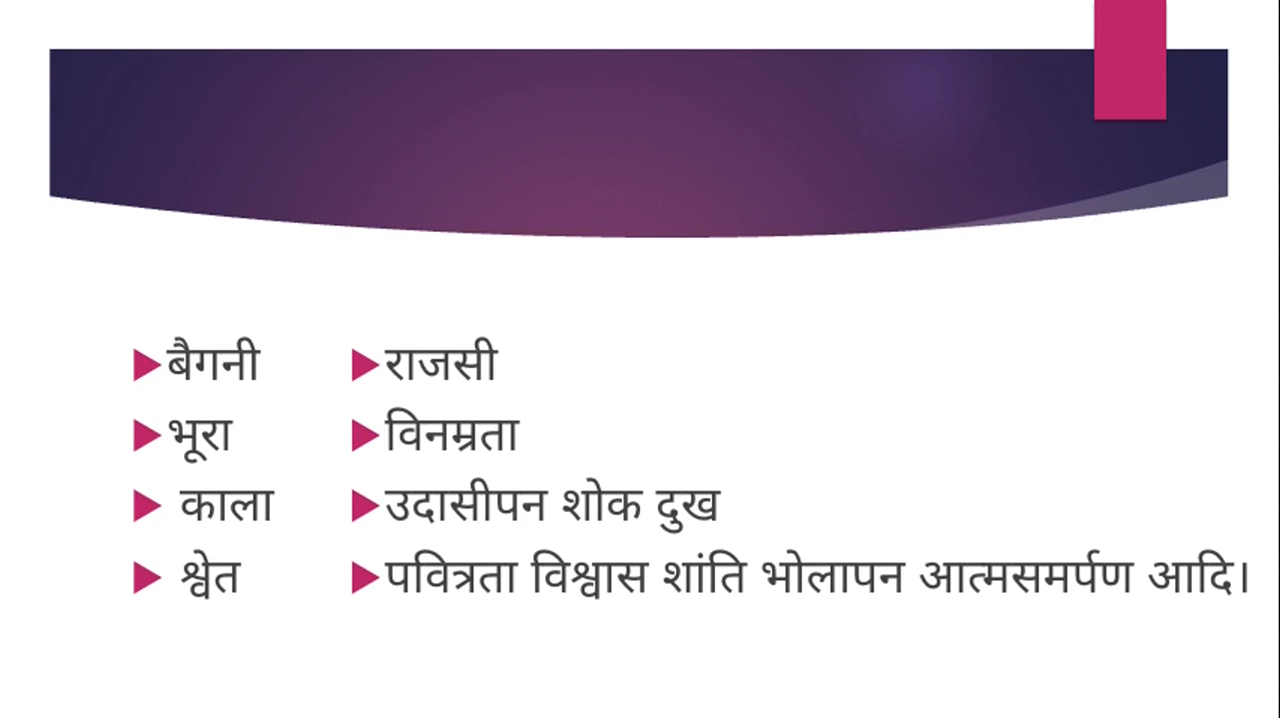 बैगनी राजसी
भूरा विनम्रता
काला उदासीपन शोक दुख
श्वेत पवित्रता विश्वास शांति भोलापन आत्मसमर्पण आदि।